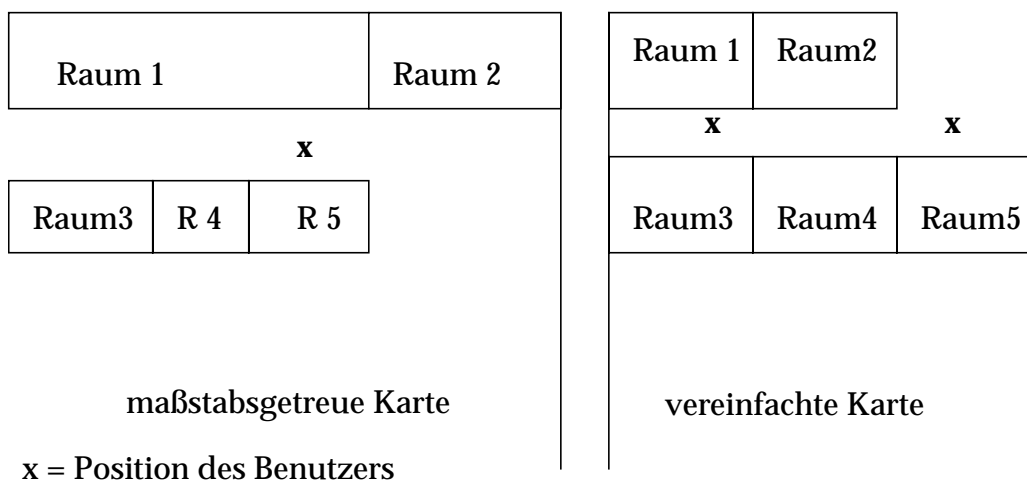 Raum 1
Raum 2
x
Raum3
R 4
R 5
maßstabsgetreue Karte
x = Position des Benutzers
Raum 1
Raum2
x
x
Raum3
Raum4
Raum5
vereinfachte Karte